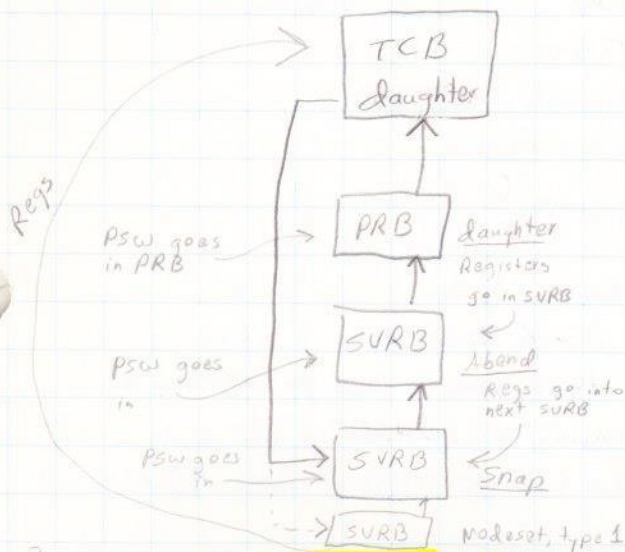 TCB
daughter
Regs
PSW goes
in PRB
PRB
daughter
Registers
go in SVRB
SVRB
Abend
Regs go into
next SVRB
PSW goes
in
PSW goes
in
SVRB
Snap
SVRB
Modeset, type 1